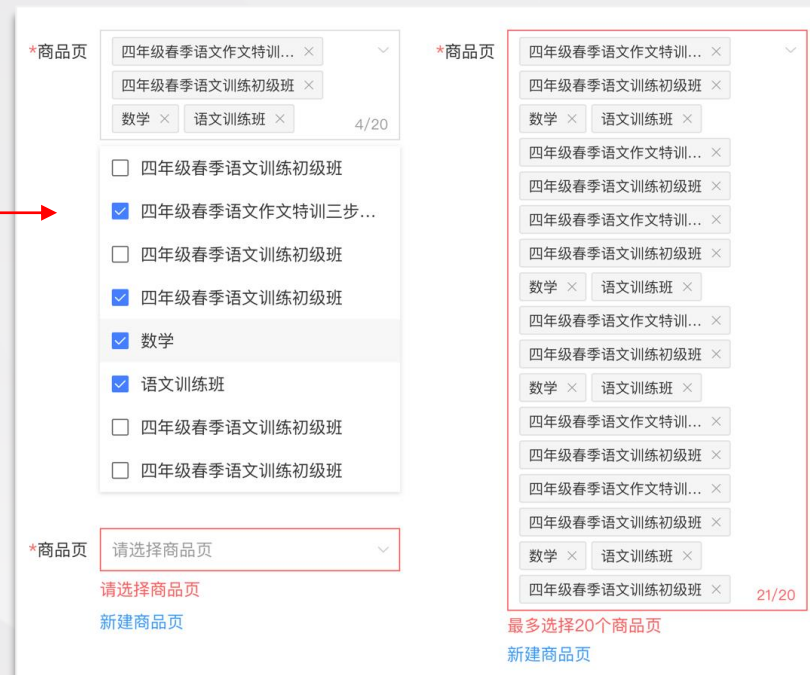 *商品页
四年级春季语文作文特训...
四年级春季语文训练初级班
数学 语文训练班
4/20
四年级春季语文训练初级班
四年级春季语文作文特训三步...
四年级春季语文训练初级班
四年级春季语文训练初级班
数学
语文训练班
四年级春季语文训练初级班
四年级春季语文训练初级班
*商品页 请选择商品页
请选择商品页
新建商品页
*商品页
四年级春季语文作文特训...
四年级春季语文训练初级班
数学 语文训练班
四年级春季语文作文特训...
四年级春季语文训练初级班
四年级春季语文作文特训...
四年级春季语文训练初级班
数学 语文训练班
四年级春季语文作文特训...
四年级春季语文训练初级班
数学 语文训练班
四年级春季语文作文特训...
四年级春季语文训练初级班
四年级春季语文作文特训...
四年级春季语文训练初级班
数学 语文训练班
四年级春季语文训练初级班
21/20
最多选择20个商品页
新建商品页